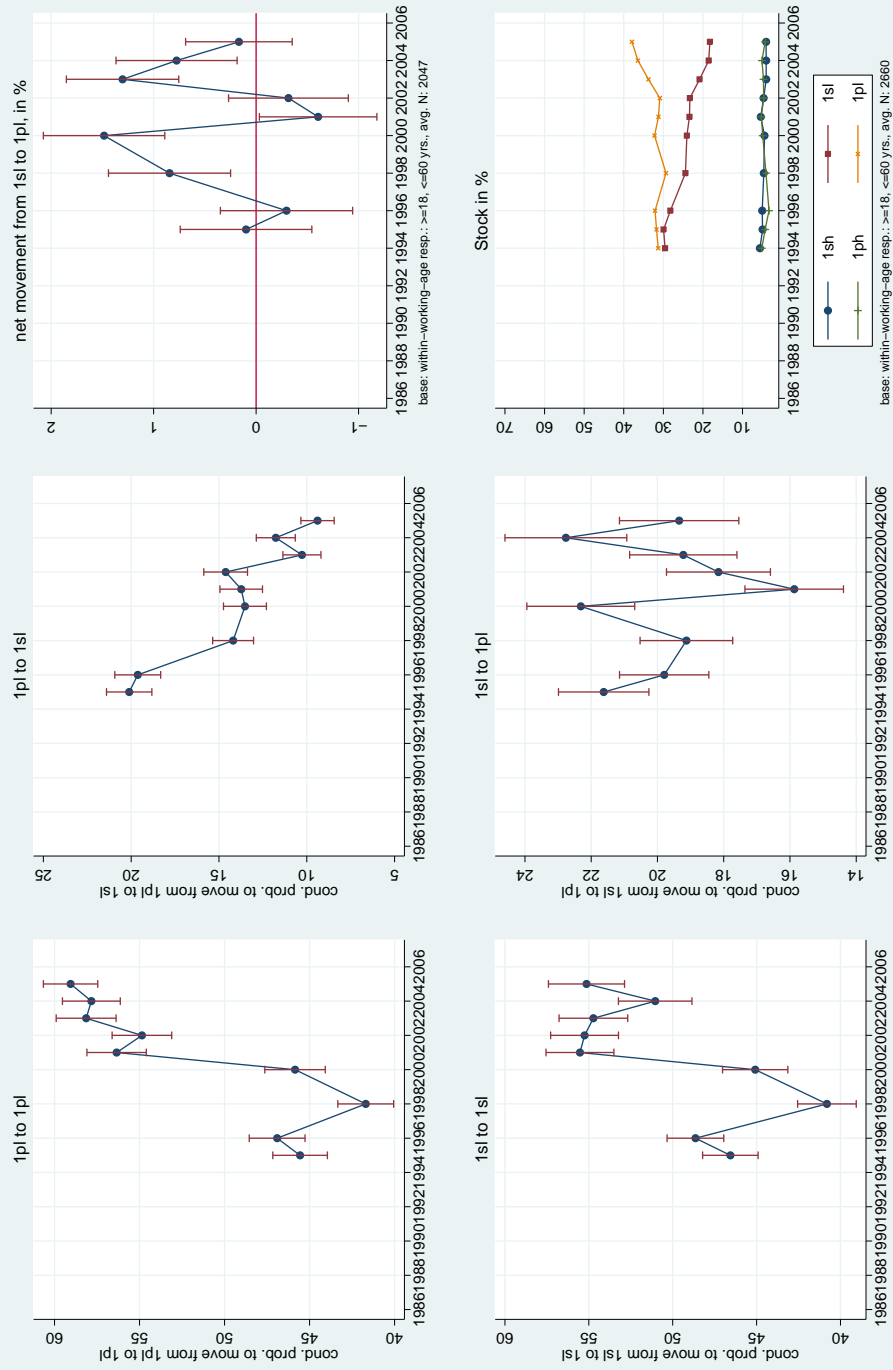 net movement from 1sl to 1pl, in %
2
1
0
−1
1986 1988 1990 1992 1994 1996 1998 2000 2002 2004 2006
base: within−working−age resp.: >=18, <=60 yrs., avg. N: 2047
Stock in %
70
60
50
40
30
20
10
1986 1988 1990 1992 1994 1996 1998 2000 2002 2004 2006
1sh
1sl
1ph
1pl
base: within−working−age resp.: >=18, <=60 yrs., avg. N: 2660
1pl to 1sl
cond. prob. to move from 1pl to 1sl
25
20
15
10
5
19861988199019921994199619982000200220042006
1sl to 1pl
cond. prob. to move from 1sl to 1pl
24
22
20
18
16
14
19861988199019921994199619982000200220042006
1pl to 1pl
cond. prob. to move from 1pl to 1pl
60
55
50
45
40
19861988199019921994199619982000200220042006
1sl to 1sl
cond. prob. to move from 1sl to 1sl
60
55
50
45
40
19861988199019921994199619982000200220042006